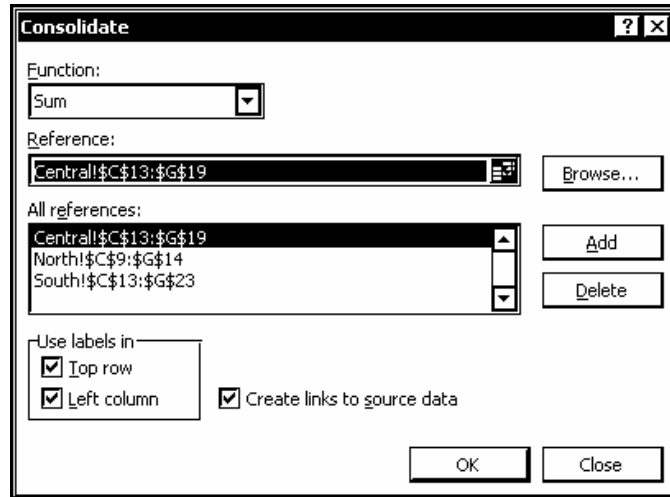 Consolidate
Function:
Sum
Reference:
Central!$C$13:$G$19
Browse...
All references:
Central!$C$13:$G$19
North!$C$9:$G$14
South!$C$13:$G$23
Add
Delete
Use labels in
Top row
Left column
Create links to source data
OK
Close